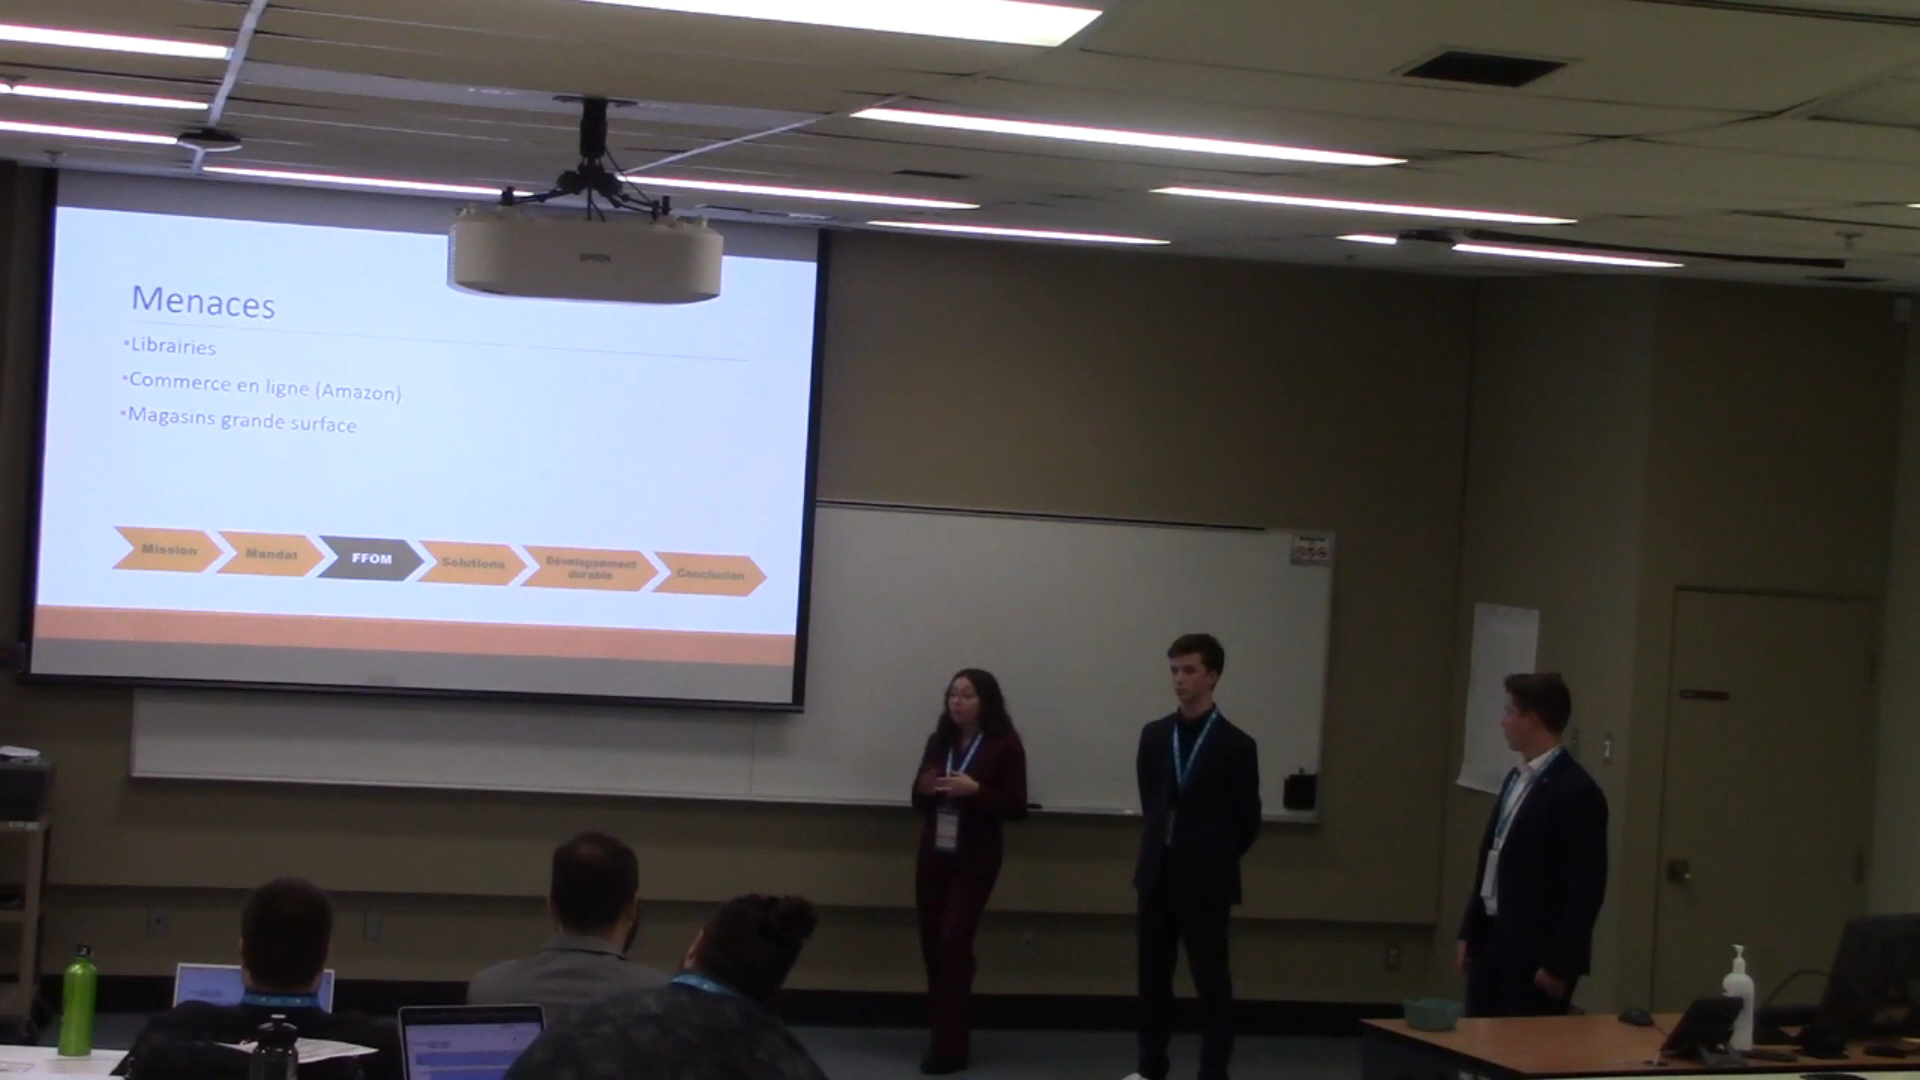 EPSON
Menaces
•Librairies
•Commerce en ligne (Amazon)
•Magasins grande surface
Mission
Mandat
FFOM
Solutions
Développement
durable
Conclusion